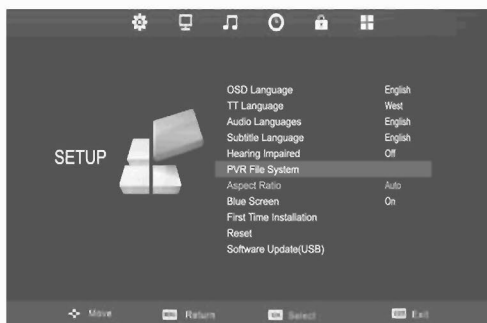 OSD Language English
TT Language West
Audio Languages English
Subtitle Language English
SETUP
Hearing Impaired Off
PVR File System
Aspect Ratio Auto
Blue Screen On
First Time Installation
Reset
Software Update(USB)
Move Return Select Exit